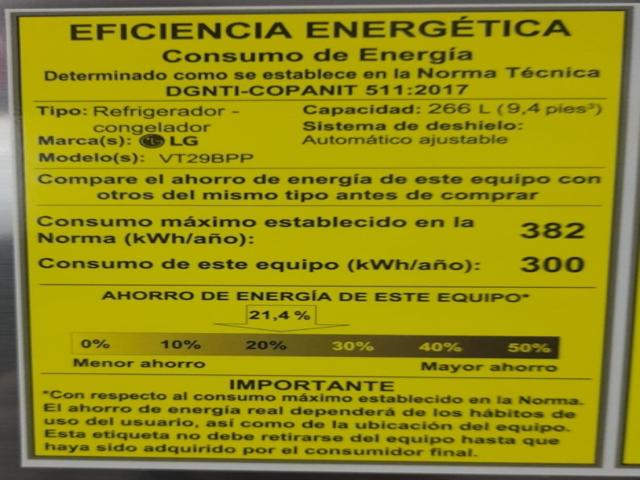 EFICIENCIA ENERGÉTICA
Consumo de Energía
Determinado como se establece en la Norma Técnica
DGNTI-COPANIT 511:2017
Tipo: Refrigerador - congelador
Marca(s): LG
Modelo(s): VT29BPP
Capacidad: 266 L (9,4 pies³)
Sistema de deshielo:
Automático ajustable
Compare el ahorro de energía de este equipo con
otros del mismo tipo antes de comprar
Consumo máximo establecido en la
Norma (kWh/año): 382
Consumo de este equipo (kWh/año): 300
AHORRO DE ENERGÍA DE ESTE EQUIPO*
21,4 %
0% 10% 20% 30% 40% 50%
Menor ahorro Mayor ahorro
IMPORTANTE
*Con respecto al consumo máximo establecido en la Norma.
El ahorro de energía real dependerá de los hábitos de
uso del usuario, así como de la ubicación del equipo.
Esta etiqueta no debe retirarse del equipo hasta que
haya sido adquirido por el consumidor final.